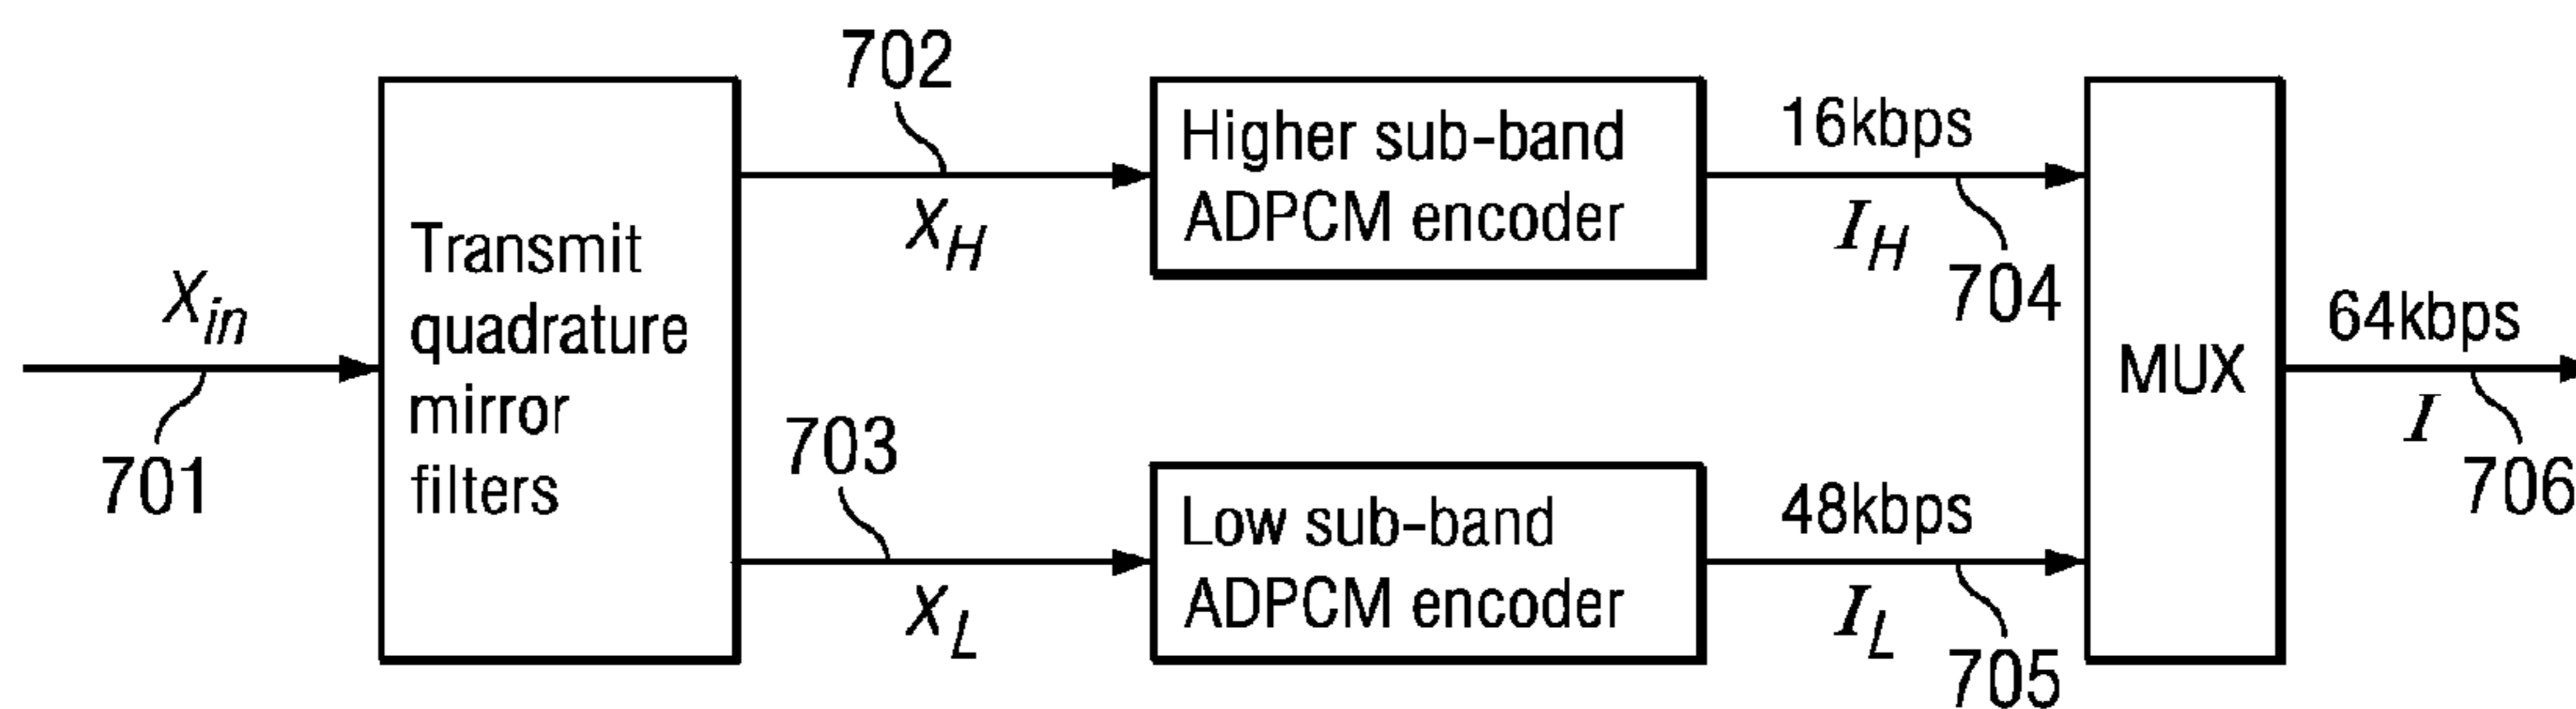 X_in
701
Transmit
quadrature
mirror
filters
702
X_H
703
X_L
Higher sub-band
ADPCM encoder
Low sub-band
ADPCM encoder
16kbps
I_H
704
48kbps
I_L
705
MUX
64kbps
I
706